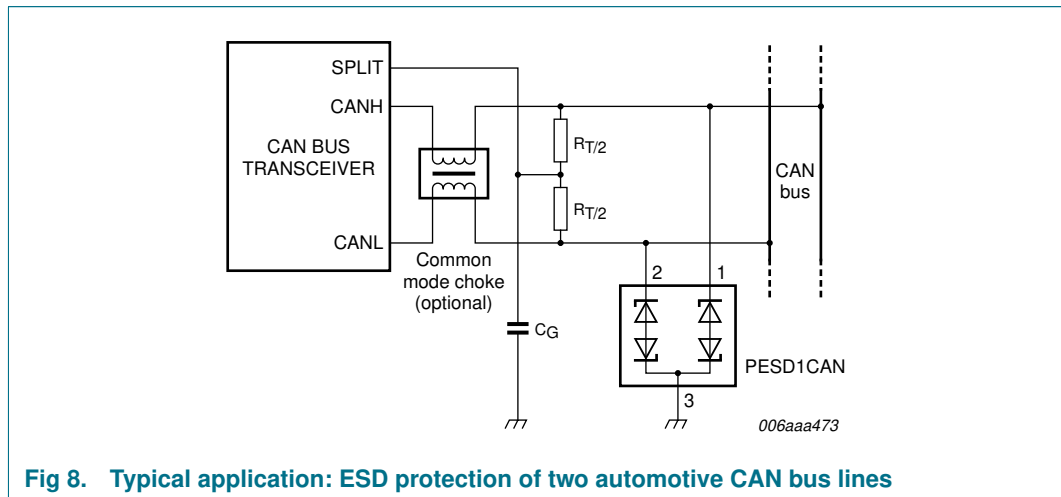 SPLIT
CANH
CAN BUS
TRANSCEIVER
CANL
Common
mode choke
(optional)
RT/2
RT/2
CG
CAN
bus
2
1
PESD1CAN
3
006aaa473
Fig 8. Typical application: ESD protection of two automotive CAN bus lines